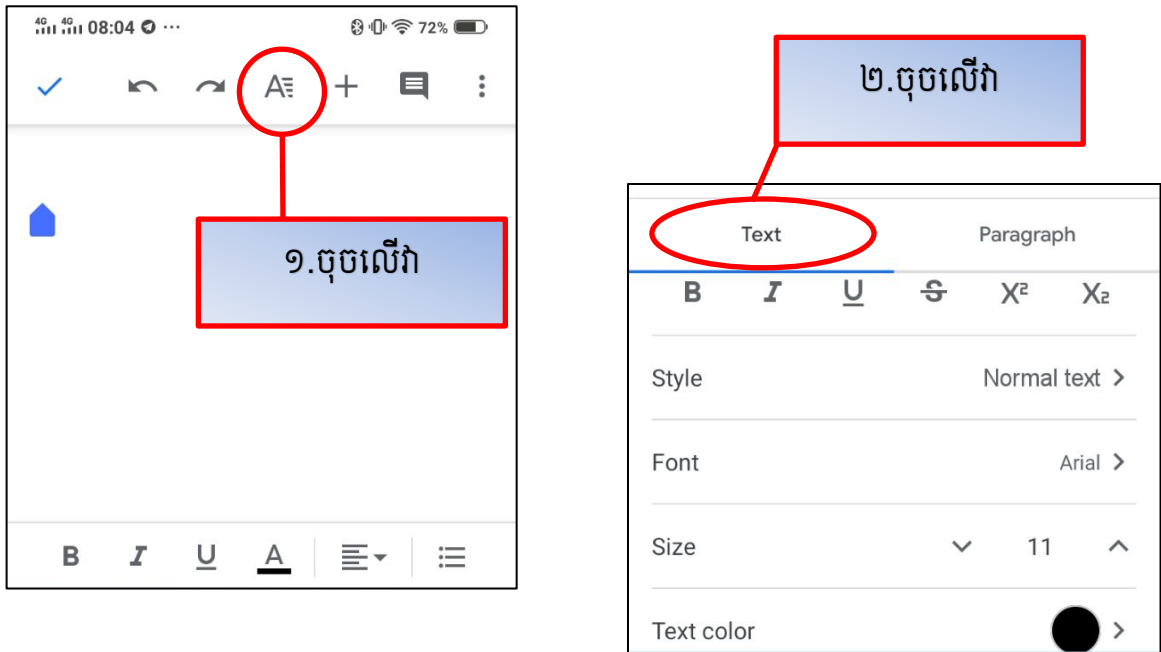 4G 4G 08:04 ··· 72%
A
១.ចុចលើវា
B I U A
២.ចុចលើវា
Text Paragraph
B I U S X² X₂
Style Normal text >
Font Arial >
Size 11
Text color >